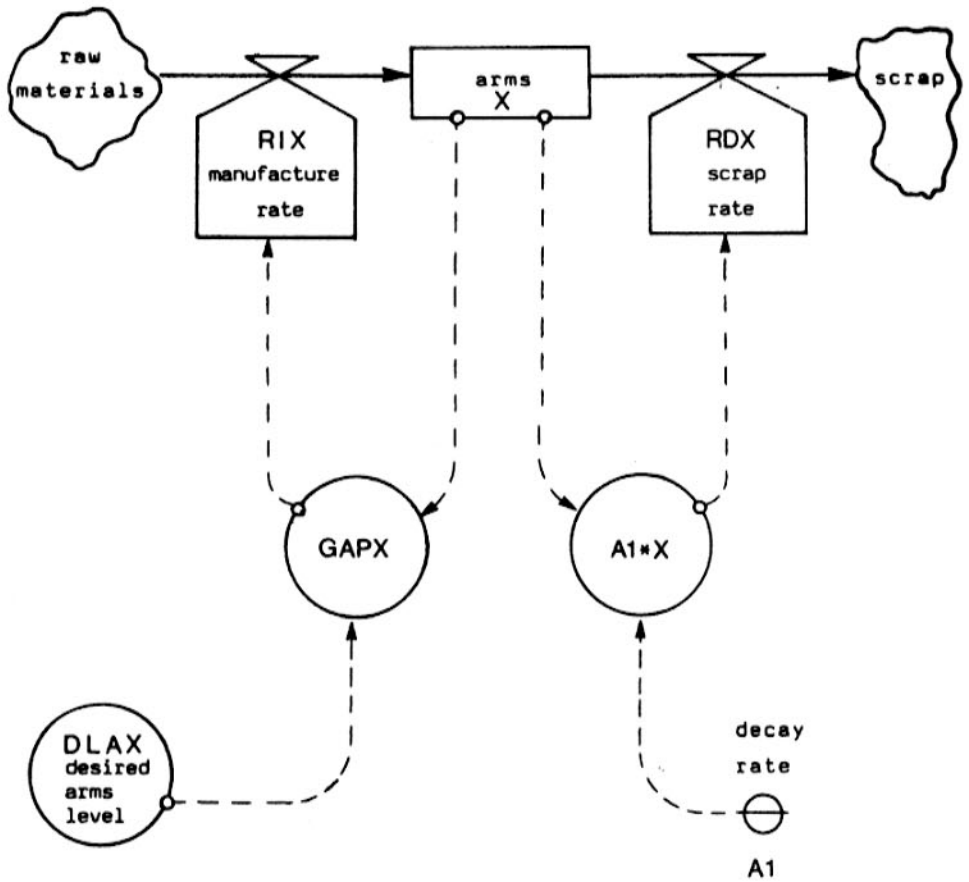 raw
materials
RIX
manufacture
rate
arms
X
RDX
scrap
rate
scrap
GAPX
A1*X
DLAX
desired
arms
level
decay
rate
A1